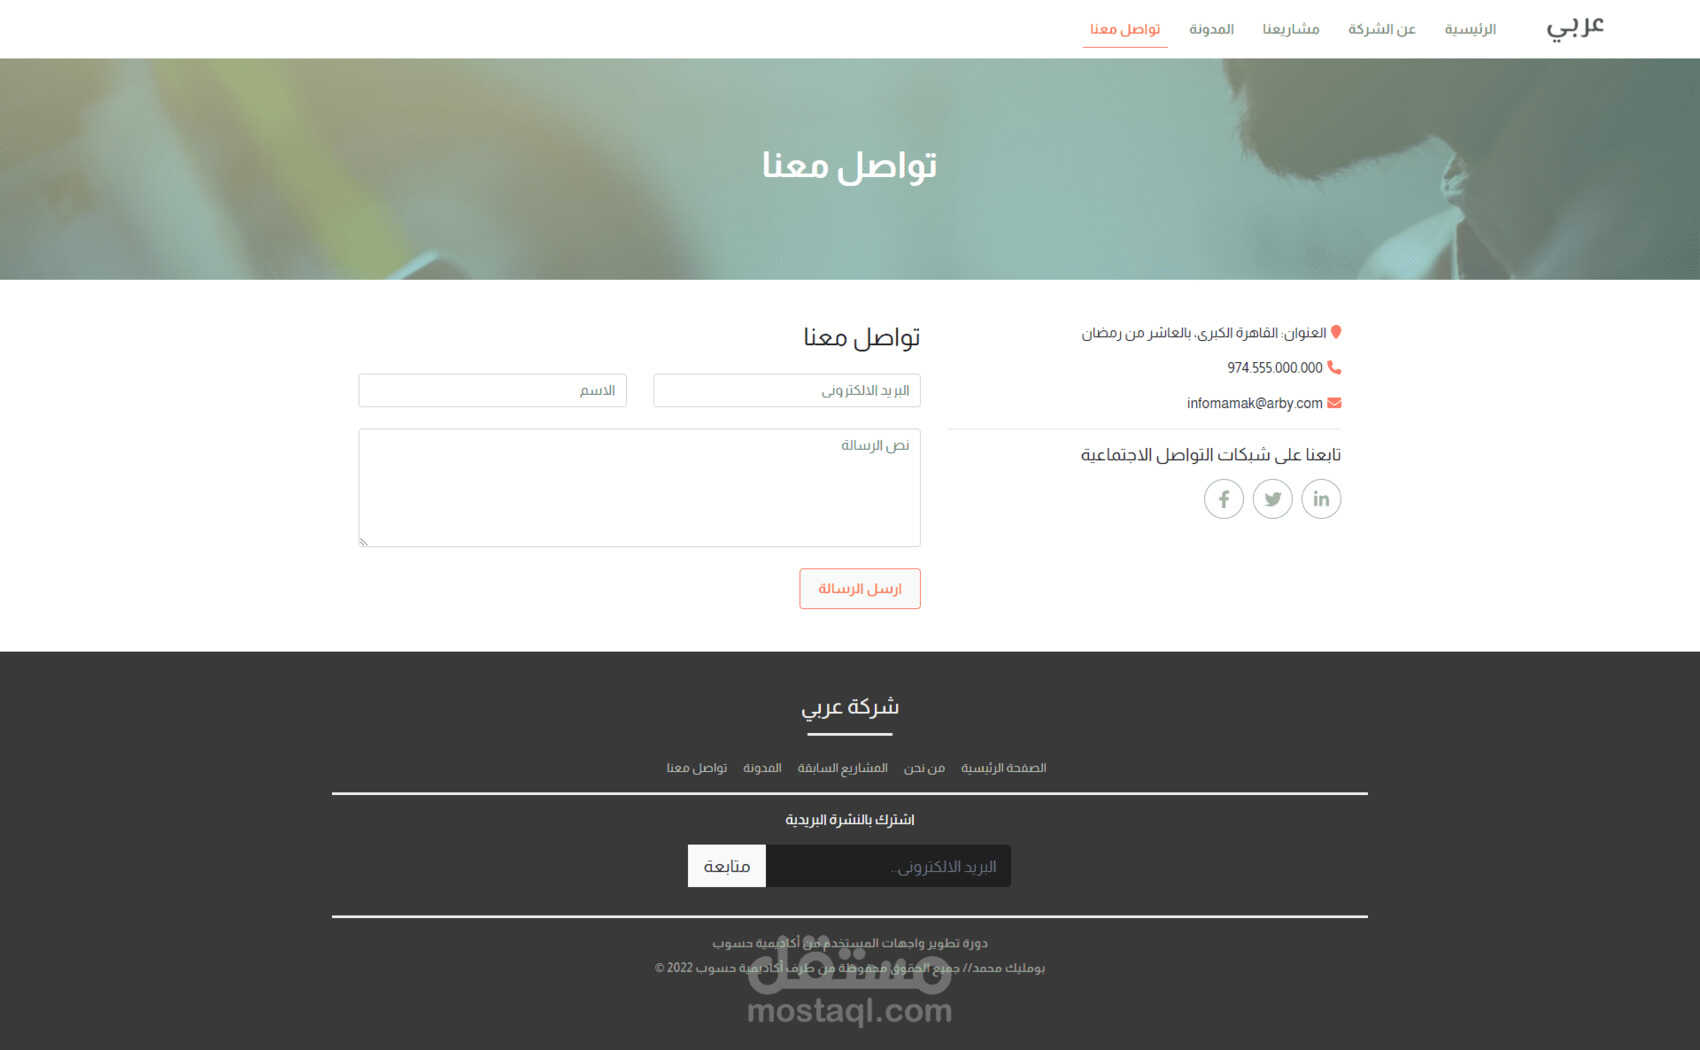 عربي
الرئيسية
عن الشركة
مشاريعنا
المدونة
تواصل معنا
تواصل معنا
العنوان: القاهرة الكبرى، بالعاشر من رمضان
974.555.000.000
infomamak@arby.com
تابعنا على شبكات التواصل الاجتماعية
تواصل معنا
البريد الالكتروني
الاسم
نص الرسالة
ارسل الرسالة
شركة عربي
الصفحة الرئيسية
من نحن
المشاريع السابقة
المدونة
تواصل معنا
اشترك بالنشرة البريدية
البريد الالكتروني..
متابعة
دورة تطوير واجهات المستخدم من أكاديمية حسوب
بومليك محمد// جميع الحقوق محفوظة من طرف أكاديمية حسوب 2022 ©
مستقل
mostaql.com